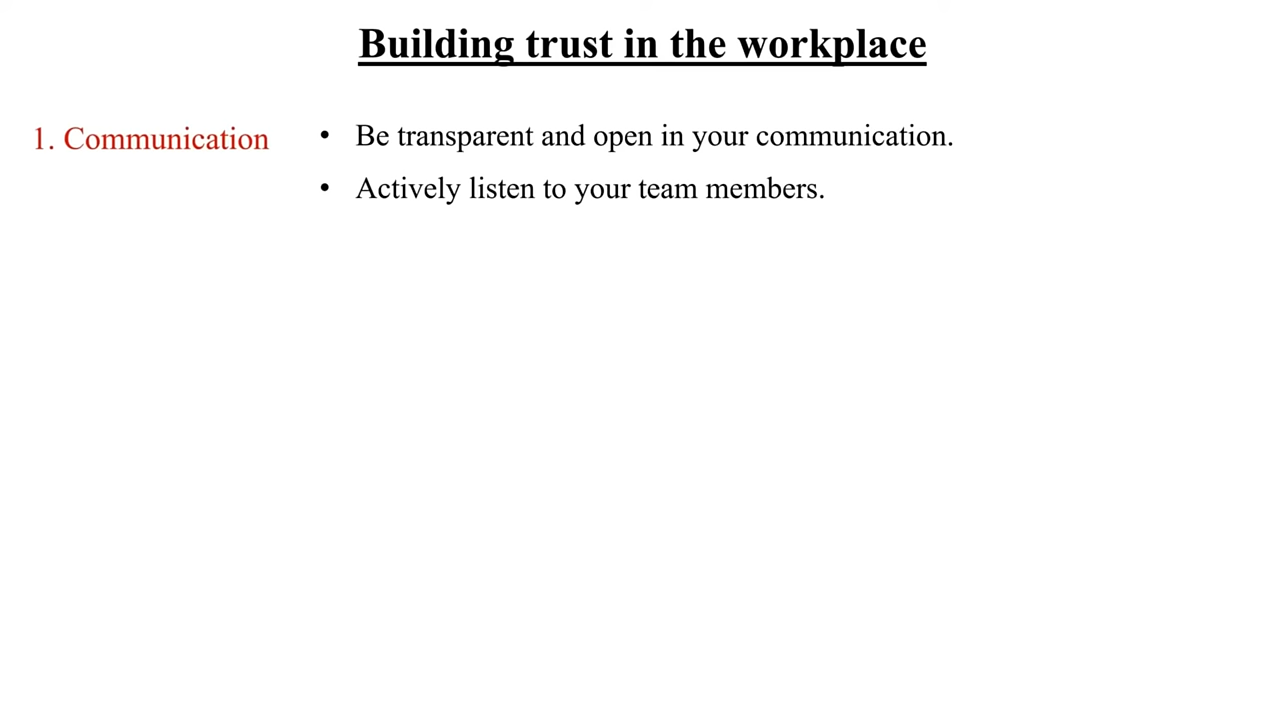 Building trust in the workplace
1. Communication
• Be transparent and open in your communication.
• Actively listen to your team members.